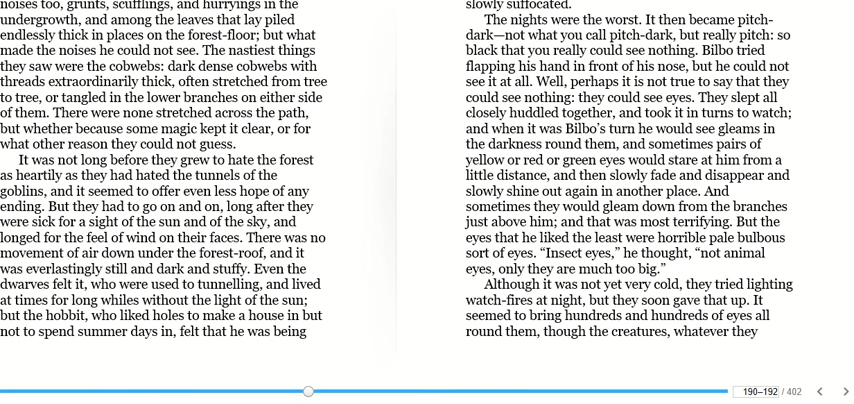 noises too, grunts, scufflings, and hurryings in the
undergrowth, and among the leaves that lay piled
endlessly thick in places on the forest-floor; but what
made the noises he could not see. The nastiest things
they saw were the cobwebs: dark dense cobwebs with
threads extraordinarily thick, often stretched from tree
to tree, or tangled in the lower branches on either side
of them. There were none stretched across the path,
but whether because some magic kept it clear, or for
what other reason they could not guess.
It was not long before they grew to hate the forest
as heartily as they had hated the tunnels of the
goblins, and it seemed to offer even less hope of any
ending. But they had to go on and on, long after they
were sick for a sight of the sun and of the sky, and
longed for the feel of wind on their faces. There was no
movement of air down under the forest-roof, and it
was everlastingly still and dark and stuffy. Even the
dwarves felt it, who were used to tunnelling, and lived
at times for long whiles without the light of the sun;
but the hobbit, who liked holes to make a house in but
not to spend summer days in, felt that he was being
slowly suffocated.
The nights were the worst. It then became pitch-
dark—not what you call pitch-dark, but really pitch: so
black that you really could see nothing. Bilbo tried
flapping his hand in front of his nose, but he could not
see it at all. Well, perhaps it is not true to say that they
could see nothing: they could see eyes. They slept all
closely huddled together, and took it in turns to watch;
and when it was Bilbo’s turn he would see gleams in
the darkness round them, and sometimes pairs of
yellow or red or green eyes would stare at him from a
little distance, and then slowly fade and disappear and
slowly shine out again in another place. And
sometimes they would gleam down from the branches
just above him; and that was most terrifying. But the
eyes that he liked the least were horrible pale bulbous
sort of eyes. “Insect eyes,” he thought, “not animal
eyes, only they are much too big.”
Although it was not yet very cold, they tried lighting
watch-fires at night, but they soon gave that up. It
seemed to bring hundreds and hundreds of eyes all
round them, though the creatures, whatever they
190–192 / 402